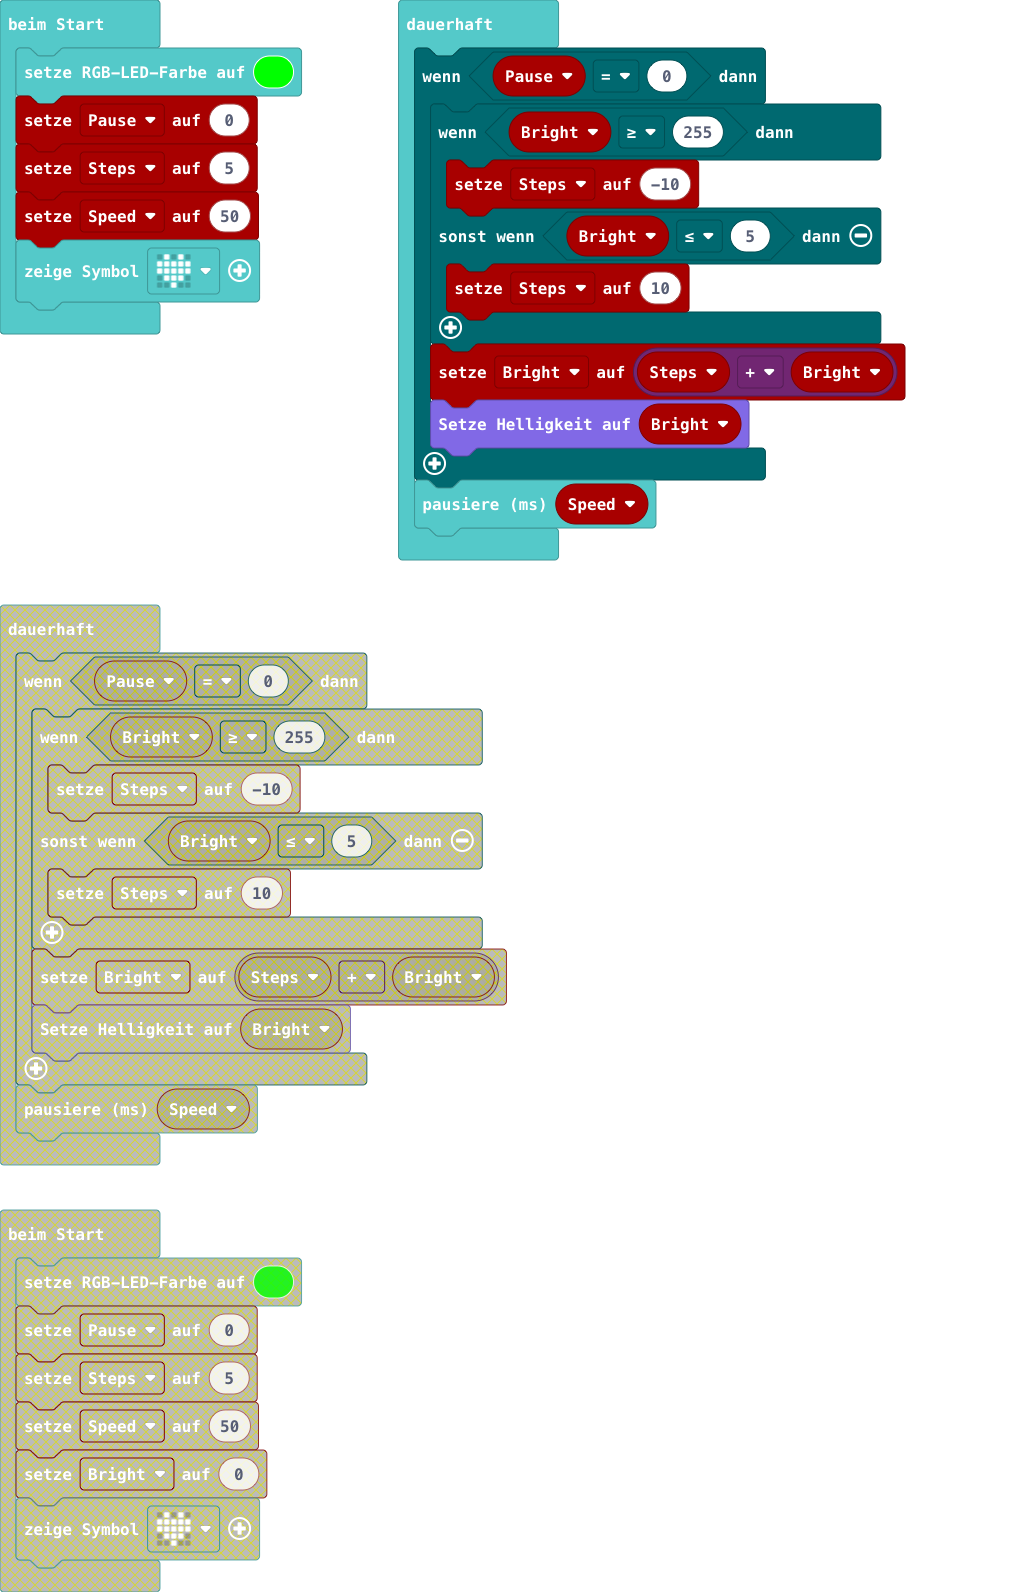 beim Start
setze RGB-LED-Farbe auf
setze Pause auf 0
setze Steps auf 5
setze Speed auf 50
zeige Symbol
dauerhaft
wenn Pause = 0 dann
wenn Bright ≥ 255 dann
setze Steps auf -10
sonst wenn Bright ≤ 5 dann
setze Steps auf 10
setze Bright auf Steps + Bright
Setze Helligkeit auf Bright
pausiere (ms) Speed
dauerhaft
wenn Pause = 0 dann
wenn Bright ≥ 255 dann
setze Steps auf -10
sonst wenn Bright ≤ 5 dann
setze Steps auf 10
setze Bright auf Steps + Bright
Setze Helligkeit auf Bright
pausiere (ms) Speed
beim Start
setze RGB-LED-Farbe auf
setze Pause auf 0
setze Steps auf 5
setze Speed auf 50
setze Bright auf 0
zeige Symbol